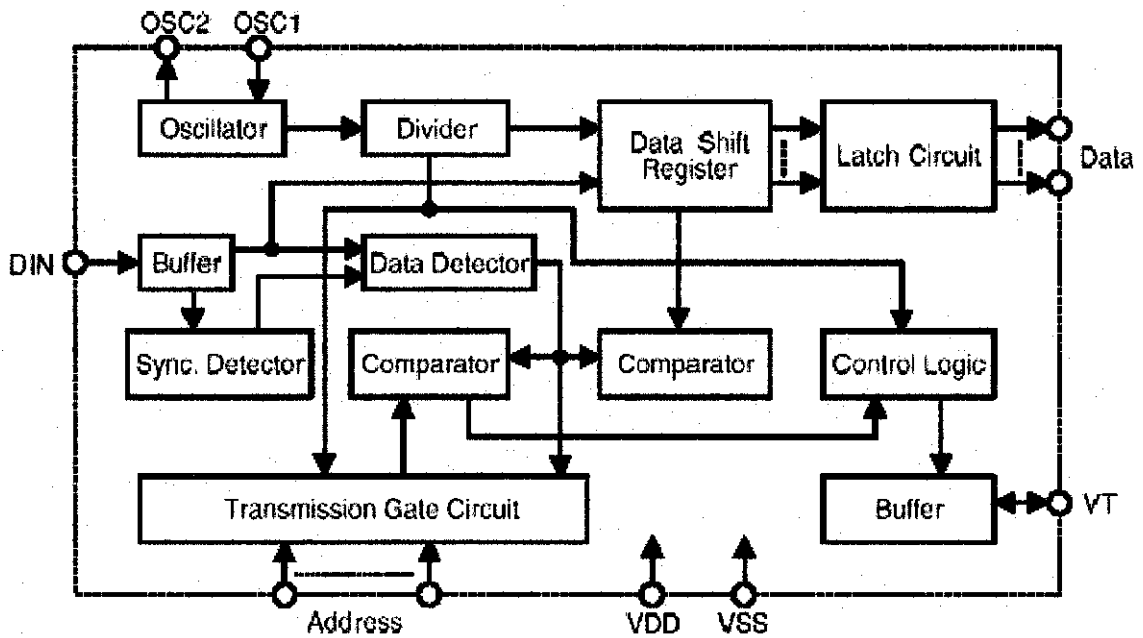 OSC2 OSC1
Oscillator
Divider
Data Shift
Register
Latch Circuit
Data
DIN
Buffer
Data Detector
Sync. Detector
Comparator
Comparator
Control Logic
Transmission Gate Circuit
Buffer
VT
Address
VDD
VSS